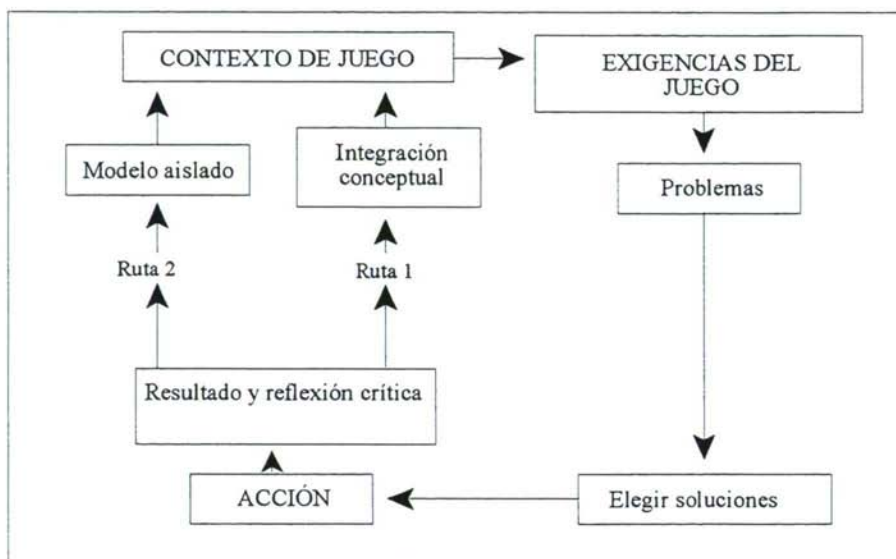 CONTEXTO DE JUEGO
EXIGENCIAS DEL
JUEGO
Modelo aislado
Integración
conceptual
Problemas
Ruta 2
Ruta 1
Resultado y reflexión crítica
ACCIÓN
Elegir soluciones